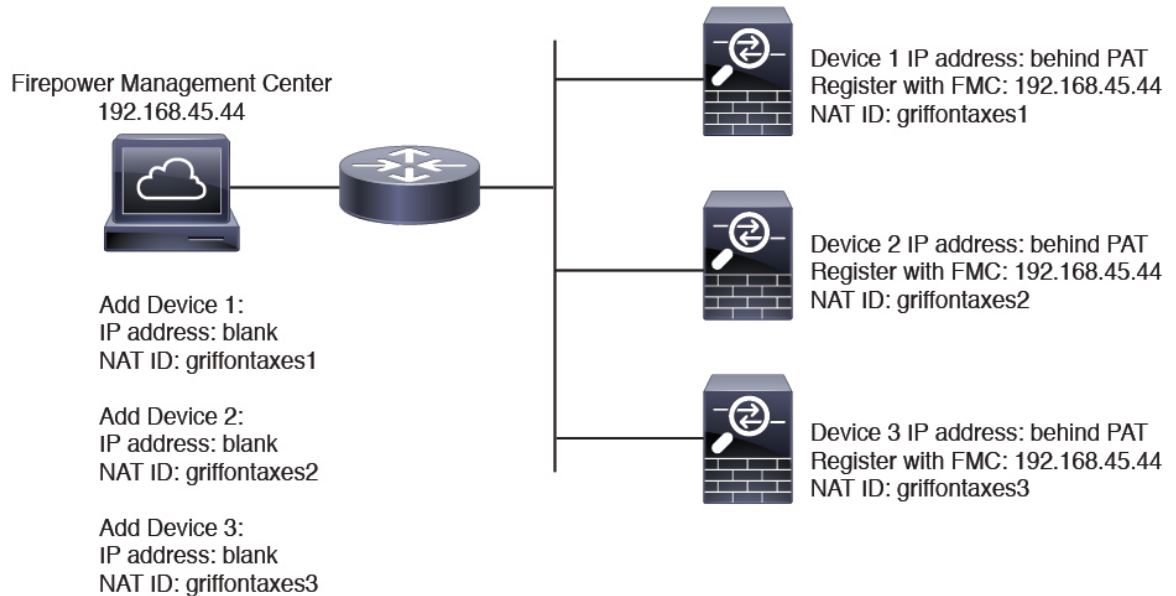 Firepower Management Center
192.168.45.44
Add Device 1:
IP address: blank
NAT ID: griffontaxes1
Add Device 2:
IP address: blank
NAT ID: griffontaxes2
Add Device 3:
IP address: blank
NAT ID: griffontaxes3
Device 1 IP address: behind PAT
Register with FMC: 192.168.45.44
NAT ID: griffontaxes1
Device 2 IP address: behind PAT
Register with FMC: 192.168.45.44
NAT ID: griffontaxes2
Device 3 IP address: behind PAT
Register with FMC: 192.168.45.44
NAT ID: griffontaxes3